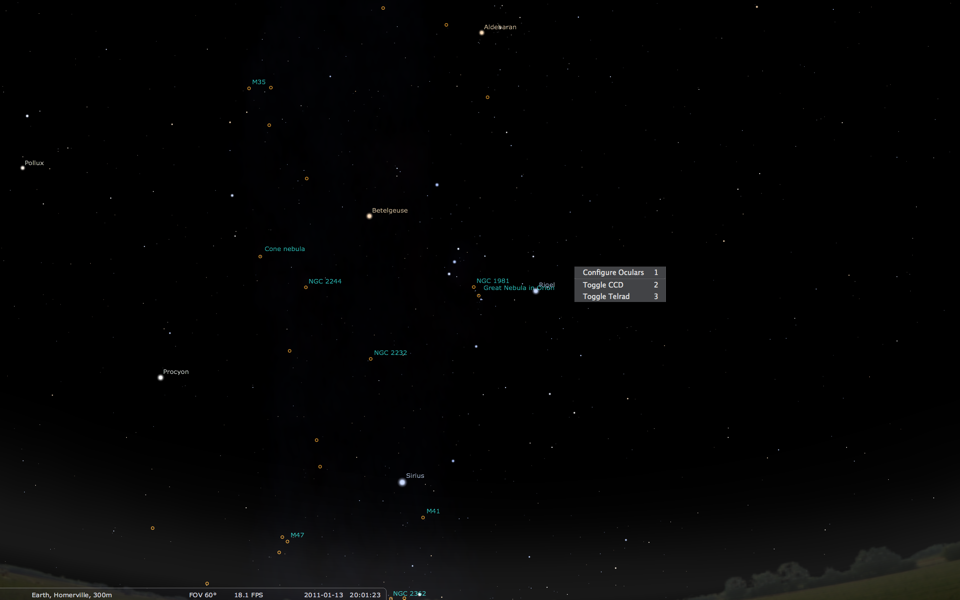 Aldebaran
M35
Pollux
Betelgeuse
Cone nebula
NGC 2244
NGC 1981
Great Nebula in Orion
Rigel
Configure Oculars 1
Toggle CCD 2
Toggle Telrad 3
NGC 2232
Procyon
Sirius
M41
M47
NGC 2362
Earth, Homerville, 300m FOV 60° 18.1 FPS 2011-01-13 20:01:23